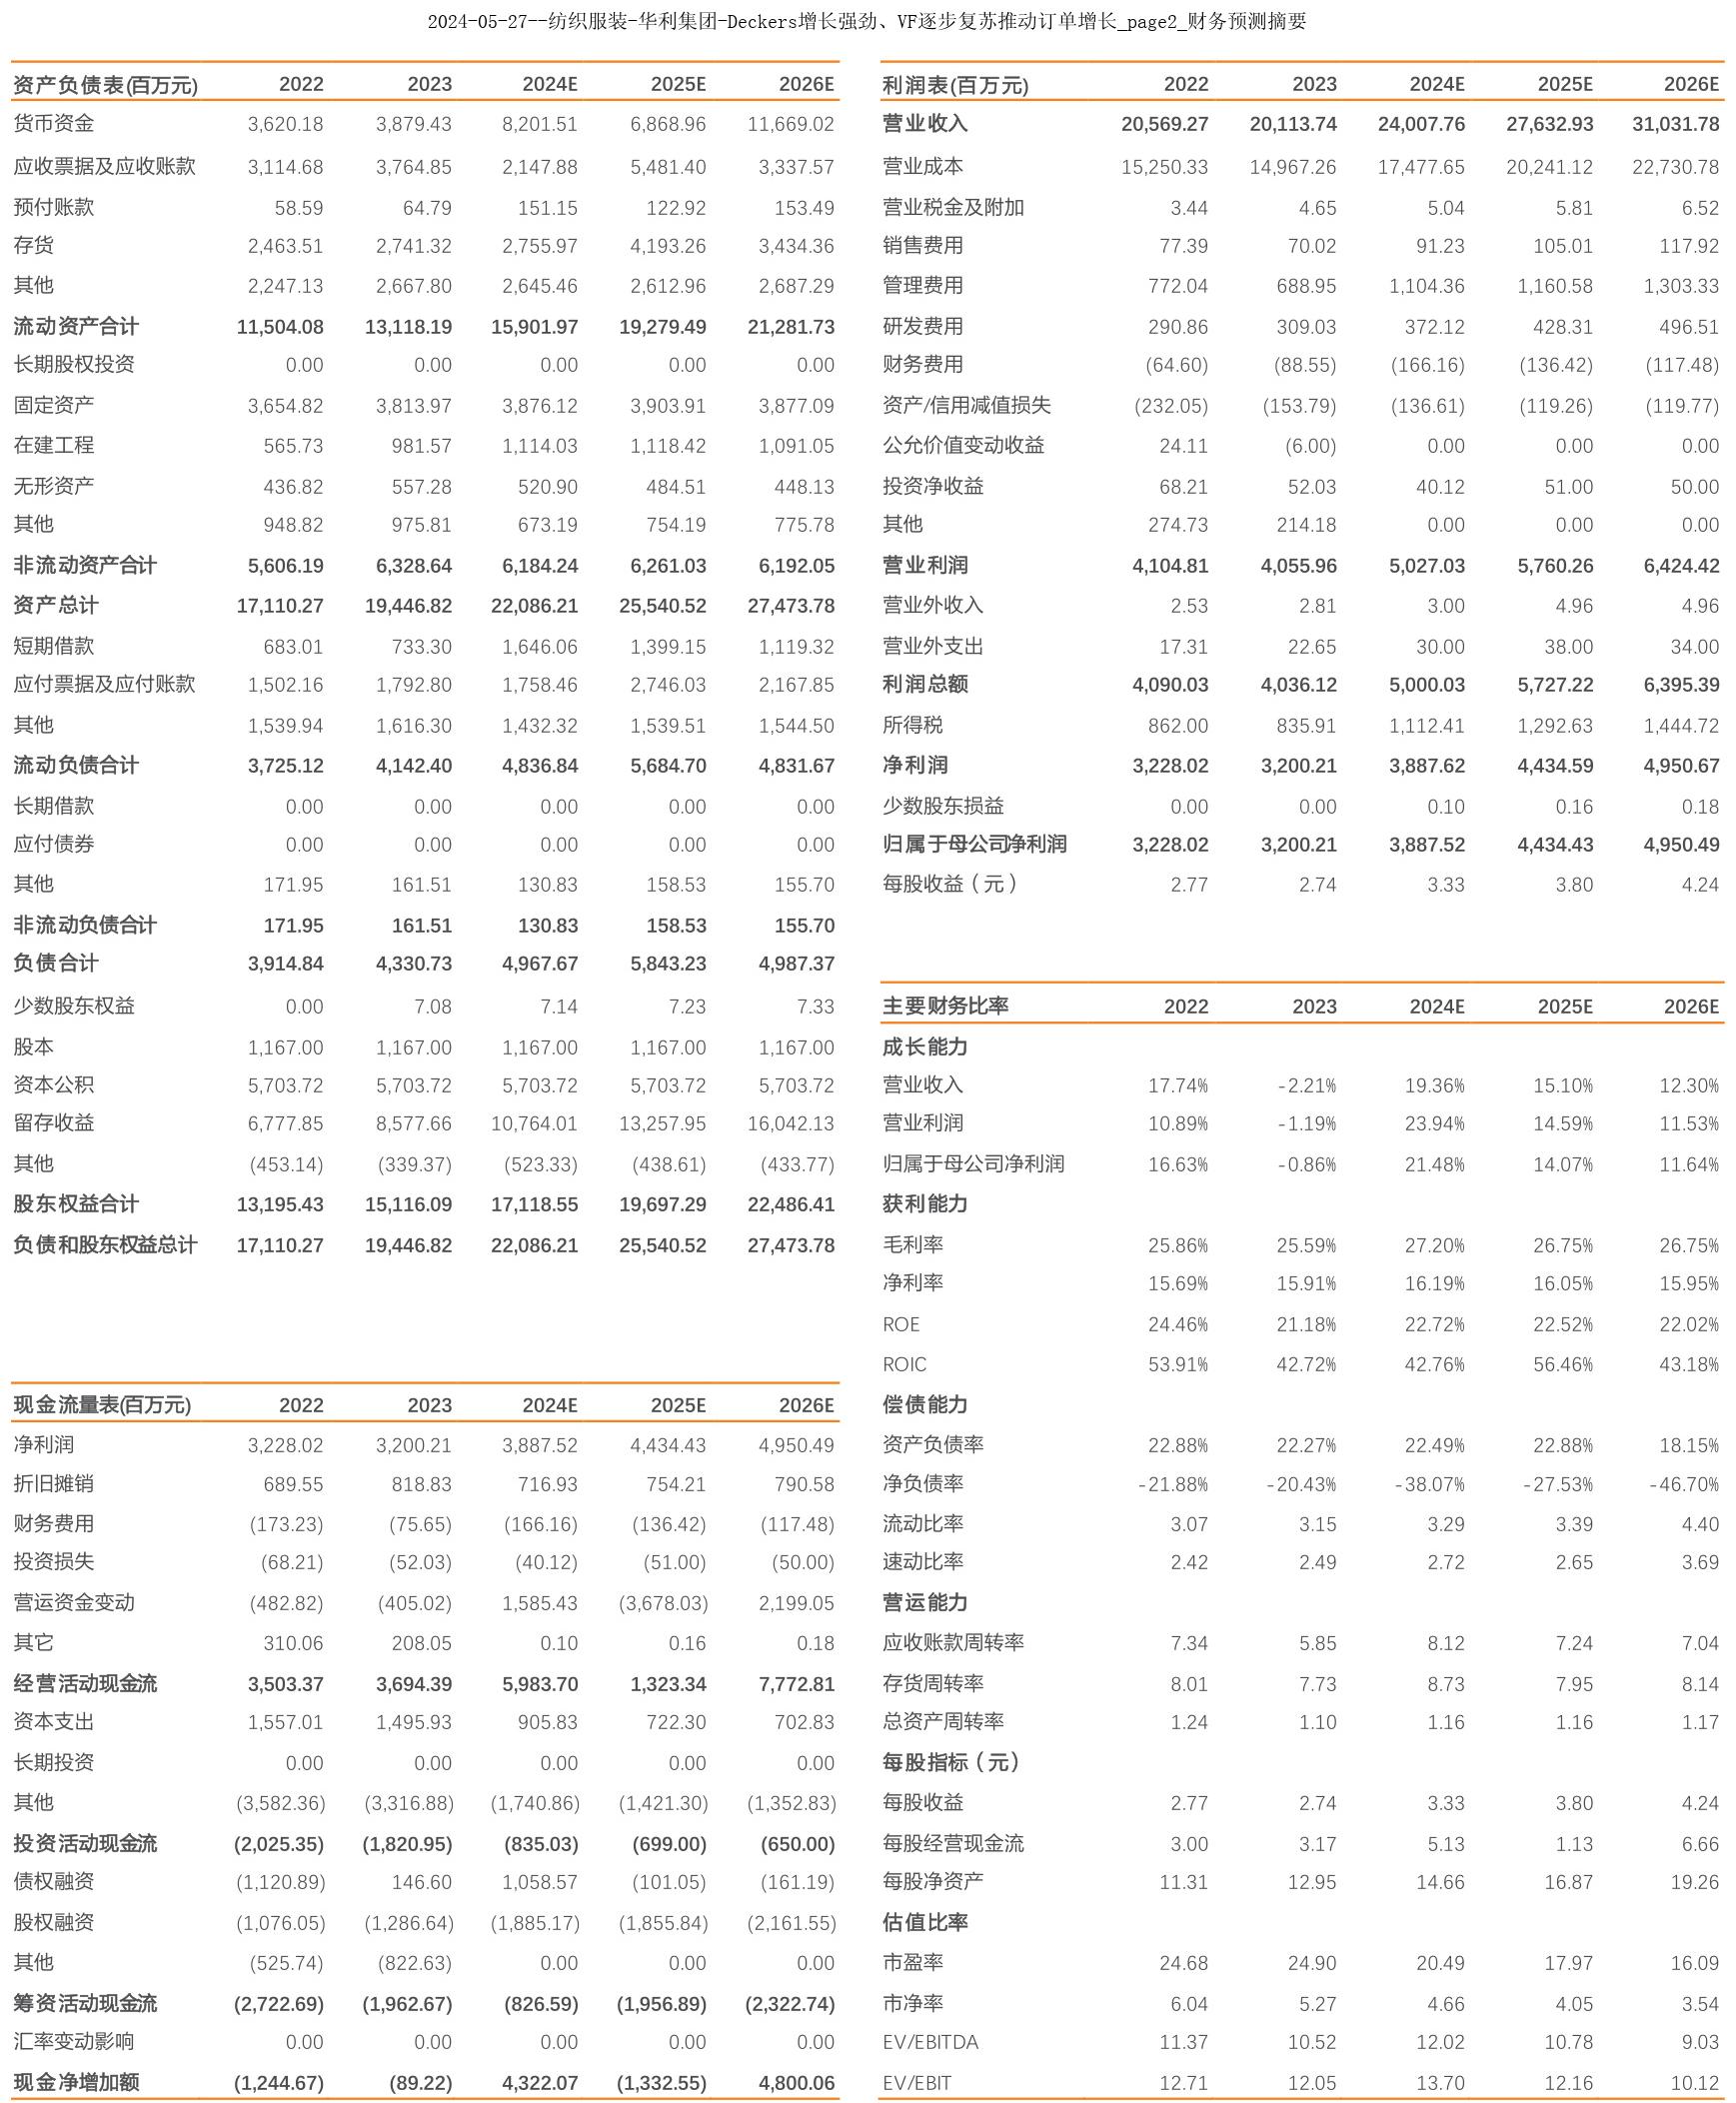 2024-05-27--纺织服装-华利集团-Deckers增长强劲、VF逐步复苏推动订单增长_page2_财务预测摘要
资产负债表(百万元) 2022 2023 2024E 2025E 2026E
货币资金 3,620.18 3,879.43 8,201.51 6,868.96 11,669.02
应收票据及应收账款 3,114.68 3,764.85 2,147.88 5,481.40 3,337.57
预付账款 58.59 64.79 151.15 122.92 153.49
存货 2,463.51 2,741.32 2,755.97 4,193.26 3,434.36
其他 2,247.13 2,667.80 2,645.46 2,612.96 2,687.29
流动资产合计 11,504.08 13,118.19 15,901.97 19,279.49 21,281.73
长期股权投资 0.00 0.00 0.00 0.00 0.00
固定资产 3,654.82 3,813.97 3,876.12 3,903.91 3,877.09
在建工程 565.73 981.57 1,114.03 1,118.42 1,091.05
无形资产 436.82 557.28 520.90 484.51 448.13
其他 948.82 975.81 673.19 754.19 775.78
非流动资产合计 5,606.19 6,328.64 6,184.24 6,261.03 6,192.05
资产总计 17,110.27 19,446.82 22,086.21 25,540.52 27,473.78
短期借款 683.01 733.30 1,646.06 1,399.15 1,119.32
应付票据及应付账款 1,502.16 1,792.80 1,758.46 2,746.03 2,167.85
其他 1,539.94 1,616.30 1,432.32 1,539.51 1,544.50
流动负债合计 3,725.12 4,142.40 4,836.84 5,684.70 4,831.67
长期借款 0.00 0.00 0.00 0.00 0.00
应付债券 0.00 0.00 0.00 0.00 0.00
其他 171.95 161.51 130.83 158.53 155.70
非流动负债合计 171.95 161.51 130.83 158.53 155.70
负债合计 3,914.84 4,330.73 4,967.67 5,843.23 4,987.37
少数股东权益 0.00 7.08 7.14 7.23 7.33
股本 1,167.00 1,167.00 1,167.00 1,167.00 1,167.00
资本公积 5,703.72 5,703.72 5,703.72 5,703.72 5,703.72
留存收益 6,777.85 8,577.66 10,764.01 13,257.95 16,042.13
其他 (453.14) (339.37) (523.33) (438.61) (433.77)
股东权益合计 13,195.43 15,116.09 17,118.55 19,697.29 22,486.41
负债和股东权益总计 17,110.27 19,446.82 22,086.21 25,540.52 27,473.78
现金流量表(百万元) 2022 2023 2024E 2025E 2026E
净利润 3,228.02 3,200.21 3,887.52 4,434.43 4,950.49
折旧摊销 689.55 818.83 716.93 754.21 790.58
财务费用 (173.23) (75.65) (166.16) (136.42) (117.48)
投资损失 (68.21) (52.03) (40.12) (51.00) (50.00)
营运资金变动 (482.82) (405.02) 1,585.43 (3,678.03) 2,199.05
其它 310.06 208.05 0.10 0.16 0.18
经营活动现金流 3,503.37 3,694.39 5,983.70 1,323.34 7,772.81
资本支出 1,557.01 1,495.93 905.83 722.30 702.83
长期投资 0.00 0.00 0.00 0.00 0.00
其他 (3,582.36) (3,316.88) (1,740.86) (1,421.30) (1,352.83)
投资活动现金流 (2,025.35) (1,820.95) (835.03) (699.00) (650.00)
债权融资 (1,120.89) 146.60 1,058.57 (101.05) (161.19)
股权融资 (1,076.05) (1,286.64) (1,885.17) (1,855.84) (2,161.55)
其他 (525.74) (822.63) 0.00 0.00 0.00
筹资活动现金流 (2,722.69) (1,962.67) (826.59) (1,956.89) (2,322.74)
汇率变动影响 0.00 0.00 0.00 0.00 0.00
现金净增加额 (1,244.67) (89.22) 4,322.07 (1,332.55) 4,800.06
利润表(百万元) 2022 2023 2024E 2025E 2026E
营业收入 20,569.27 20,113.74 24,007.76 27,632.93 31,031.78
营业成本 15,250.33 14,967.26 17,477.65 20,241.12 22,730.78
营业税金及附加 3.44 4.65 5.04 5.81 6.52
销售费用 77.39 70.02 91.23 105.01 117.92
管理费用 772.04 688.95 1,104.36 1,160.58 1,303.33
研发费用 290.86 309.03 372.12 428.31 496.51
财务费用 (64.60) (88.55) (166.16) (136.42) (117.48)
资产/信用减值损失 (232.05) (153.79) (136.61) (119.26) (119.77)
公允价值变动收益 24.11 (6.00) 0.00 0.00 0.00
投资净收益 68.21 52.03 40.12 51.00 50.00
其他 274.73 214.18 0.00 0.00 0.00
营业利润 4,104.81 4,055.96 5,027.03 5,760.26 6,424.42
营业外收入 2.53 2.81 3.00 4.96 4.96
营业外支出 17.31 22.65 30.00 38.00 34.00
利润总额 4,090.03 4,036.12 5,000.03 5,727.22 6,395.39
所得税 862.00 835.91 1,112.41 1,292.63 1,444.72
净利润 3,228.02 3,200.21 3,887.62 4,434.59 4,950.67
少数股东损益 0.00 0.00 0.10 0.16 0.18
归属于母公司净利润 3,228.02 3,200.21 3,887.52 4,434.43 4,950.49
每股收益（元） 2.77 2.74 3.33 3.80 4.24
主要财务比率 2022 2023 2024E 2025E 2026E
成长能力
营业收入 17.74% -2.21% 19.36% 15.10% 12.30%
营业利润 10.89% -1.19% 23.94% 14.59% 11.53%
归属于母公司净利润 16.63% -0.86% 21.48% 14.07% 11.64%
获利能力
毛利率 25.86% 25.59% 27.20% 26.75% 26.75%
净利率 15.69% 15.91% 16.19% 16.05% 15.95%
ROE 24.46% 21.18% 22.72% 22.52% 22.02%
ROIC 53.91% 42.72% 42.76% 56.46% 43.18%
偿债能力
资产负债率 22.88% 22.27% 22.49% 22.88% 18.15%
净负债率 -21.88% -20.43% -38.07% -27.53% -46.70%
流动比率 3.07 3.15 3.29 3.39 4.40
速动比率 2.42 2.49 2.72 2.65 3.69
营运能力
应收账款周转率 7.34 5.85 8.12 7.24 7.04
存货周转率 8.01 7.73 8.73 7.95 8.14
总资产周转率 1.24 1.10 1.16 1.16 1.17
每股指标（元）
每股收益 2.77 2.74 3.33 3.80 4.24
每股经营现金流 3.00 3.17 5.13 1.13 6.66
每股净资产 11.31 12.95 14.66 16.87 19.26
估值比率
市盈率 24.68 24.90 20.49 17.97 16.09
市净率 6.04 5.27 4.66 4.05 3.54
EV/EBITDA 11.37 10.52 12.02 10.78 9.03
EV/EBIT 12.71 12.05 13.70 12.16 10.12